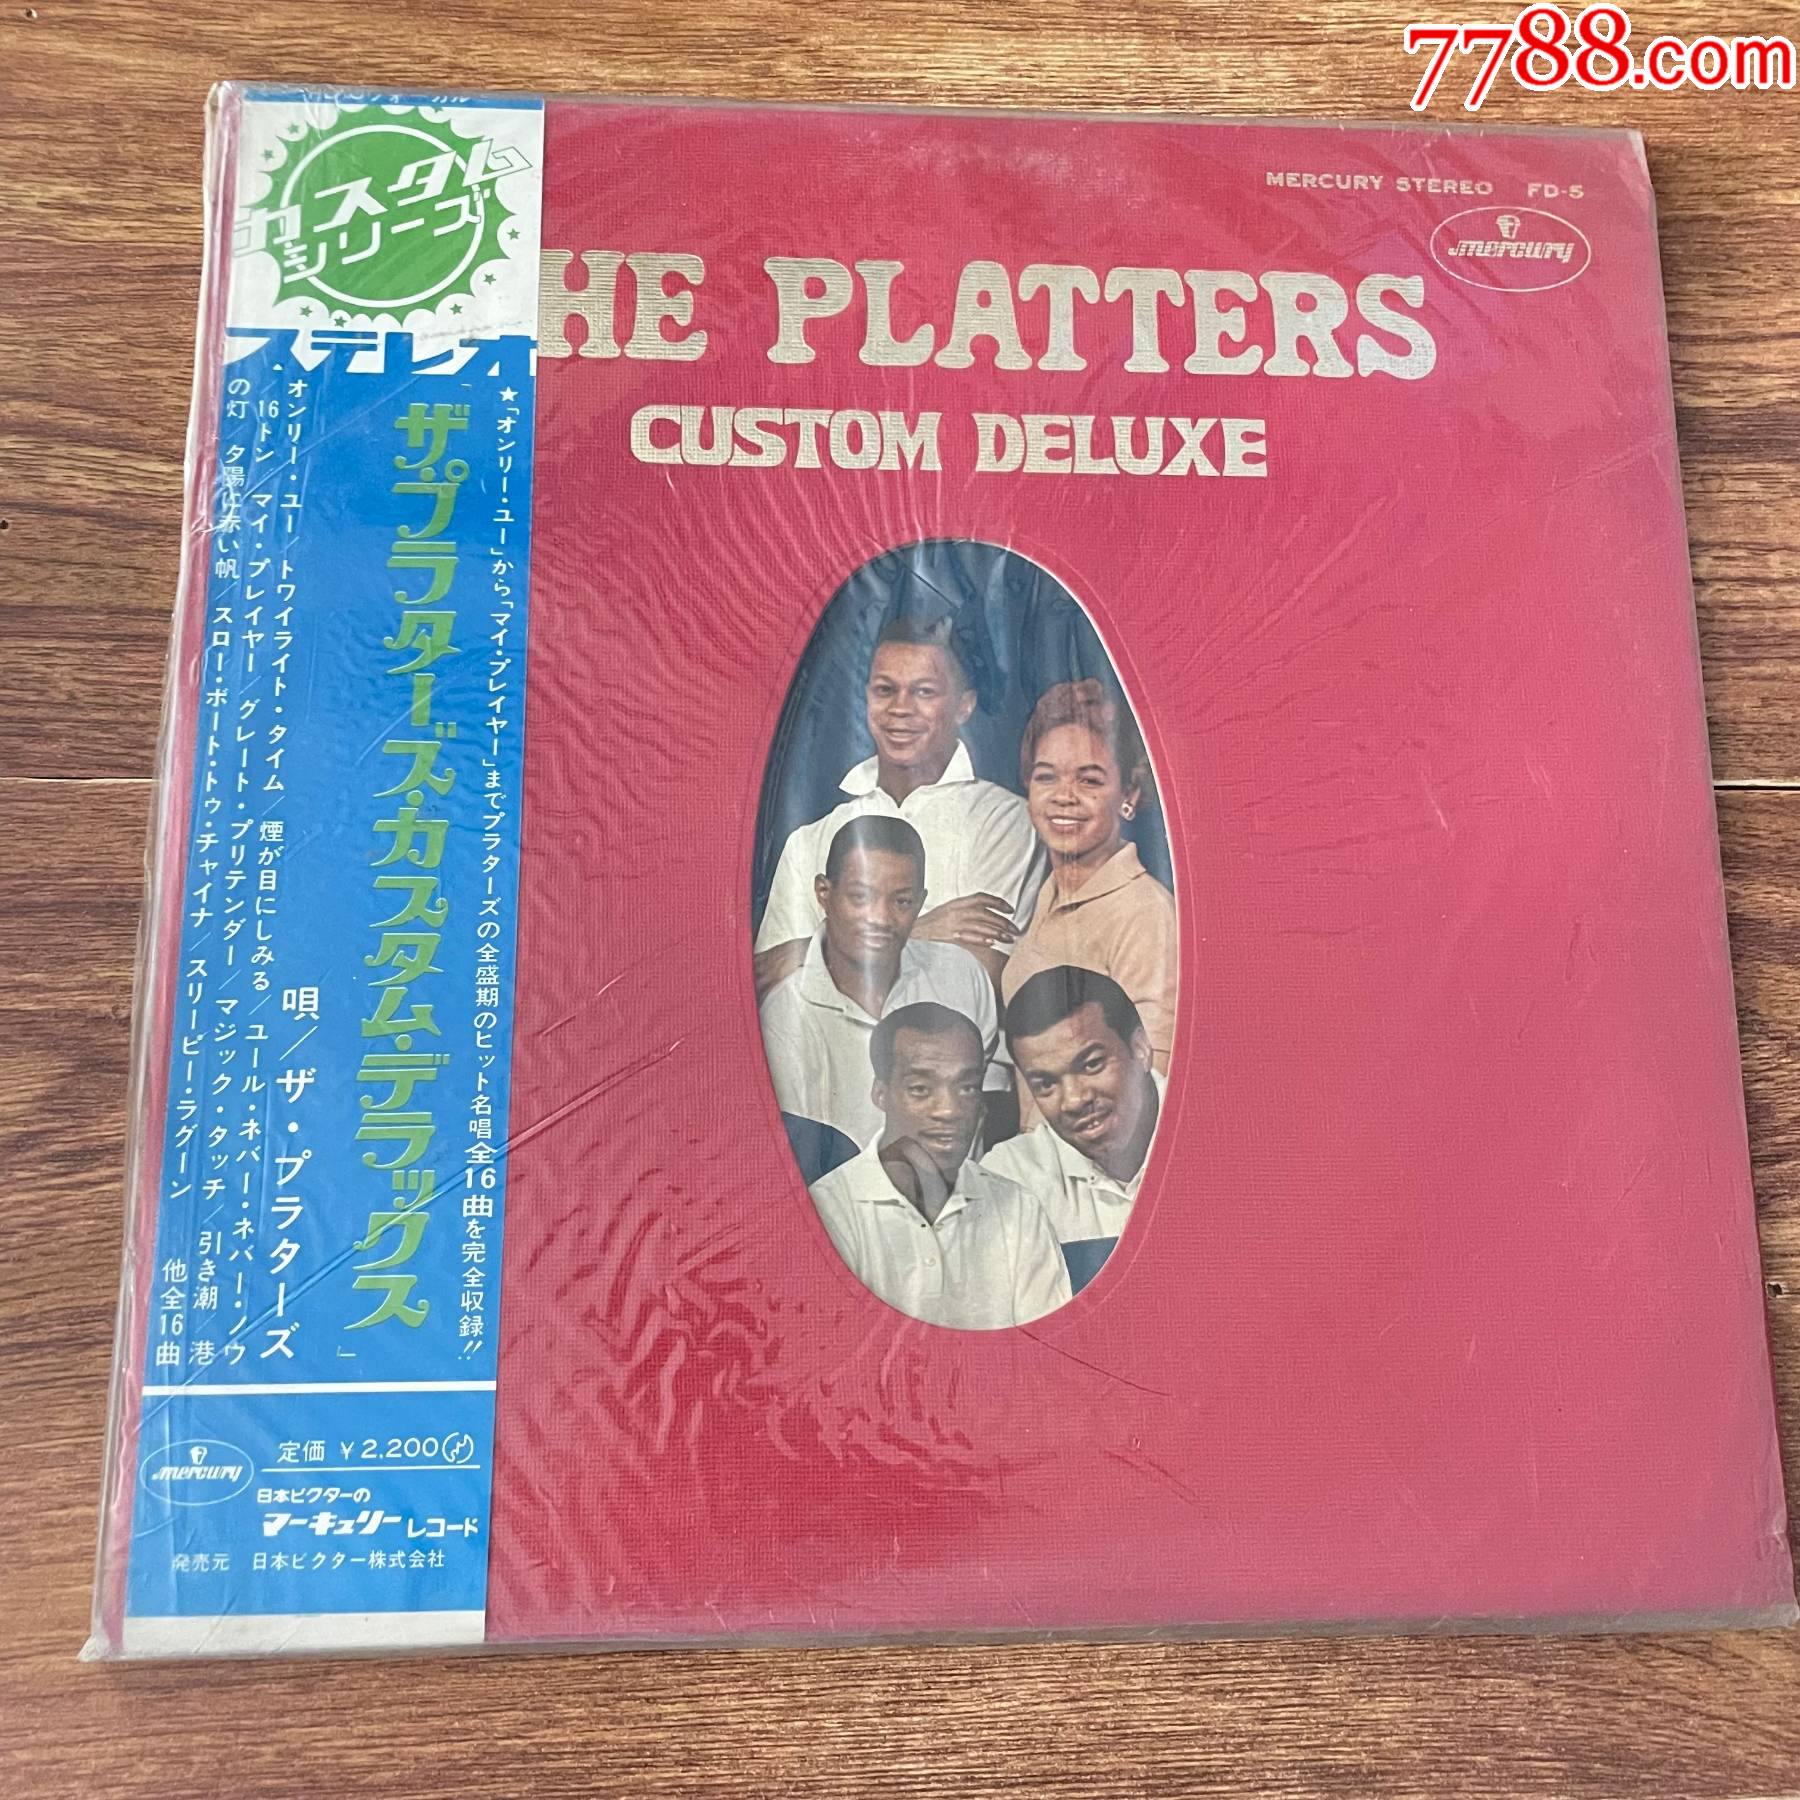 7788.com
カスタム
シリーズ
ステレオ
MERCURY STEREO FD-5
mercury
HE PLATTERS
CUSTOM DELUXE
★「オンリー・ユー」から「マイ・プレイヤー」までプラターズの全盛期のヒット名唱全16曲を完全収録!!
「ザ・プラターズ・カスタム・デラックス」
唄/ザ・プラターズ
オンリー・ユー/トワイライト・タイム/煙が目にしみる/ユール・ネバー・ネバー・ノウ
/16トン/マイ・プレイヤー/グレート・プリテンダー/マジック・タッチ/引き潮/港
の灯 夕陽に赤い帆/スロー・ボート・トゥ・チャイナ/スリーピー・ラグーン 他全16曲
mercury
定価 ¥2,200
日本ビクターの
マーキュリーレコード
発売元 日本ビクター株式会社